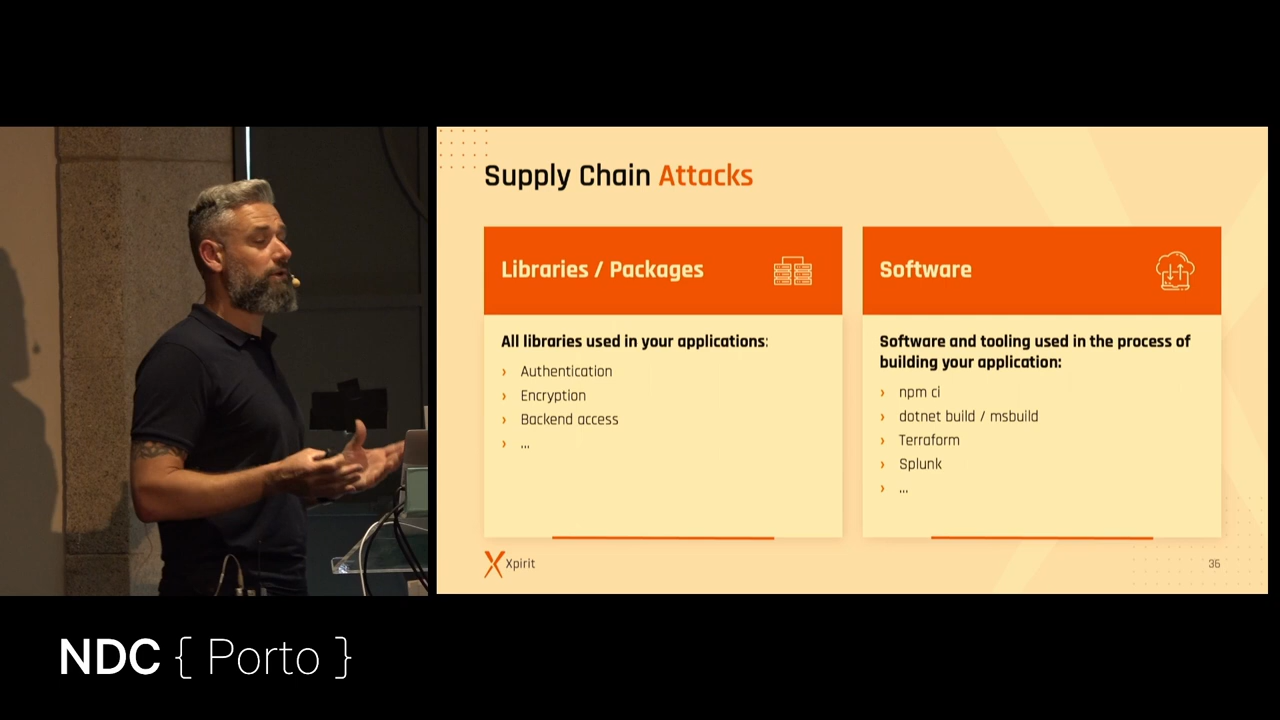 Supply Chain Attacks
Libraries / Packages
All libraries used in your applications:
› Authentication
› Encryption
› Backend access
› ...
Software
Software and tooling used in the process of
building your application:
› npm ci
› dotnet build / msbuild
› Terraform
› Splunk
› ...
Xpirit
36
NDC { Porto }